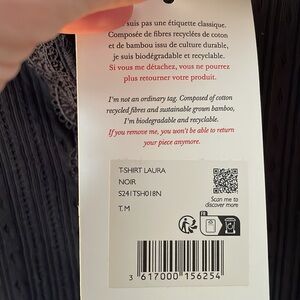 suis pas une étiquette classique.
Composée de fibres recyclées de coton
et de bambou issu de culture durable,
je suis biodégradable et recyclable.
Si vous me détachez, vous ne pourrez
plus retourner votre produit.
I'm not an ordinary tag. Composed of cotton
recycled fibres and sustainable grown bamboo,
I'm biodegradable and recyclable.
If you remove me, you won't be able to return
your piece anymore.
T-SHIRT LAURA
NOIR
S241TSH018N
T. M
Scan me to
discover more
FR
3 617000 156254